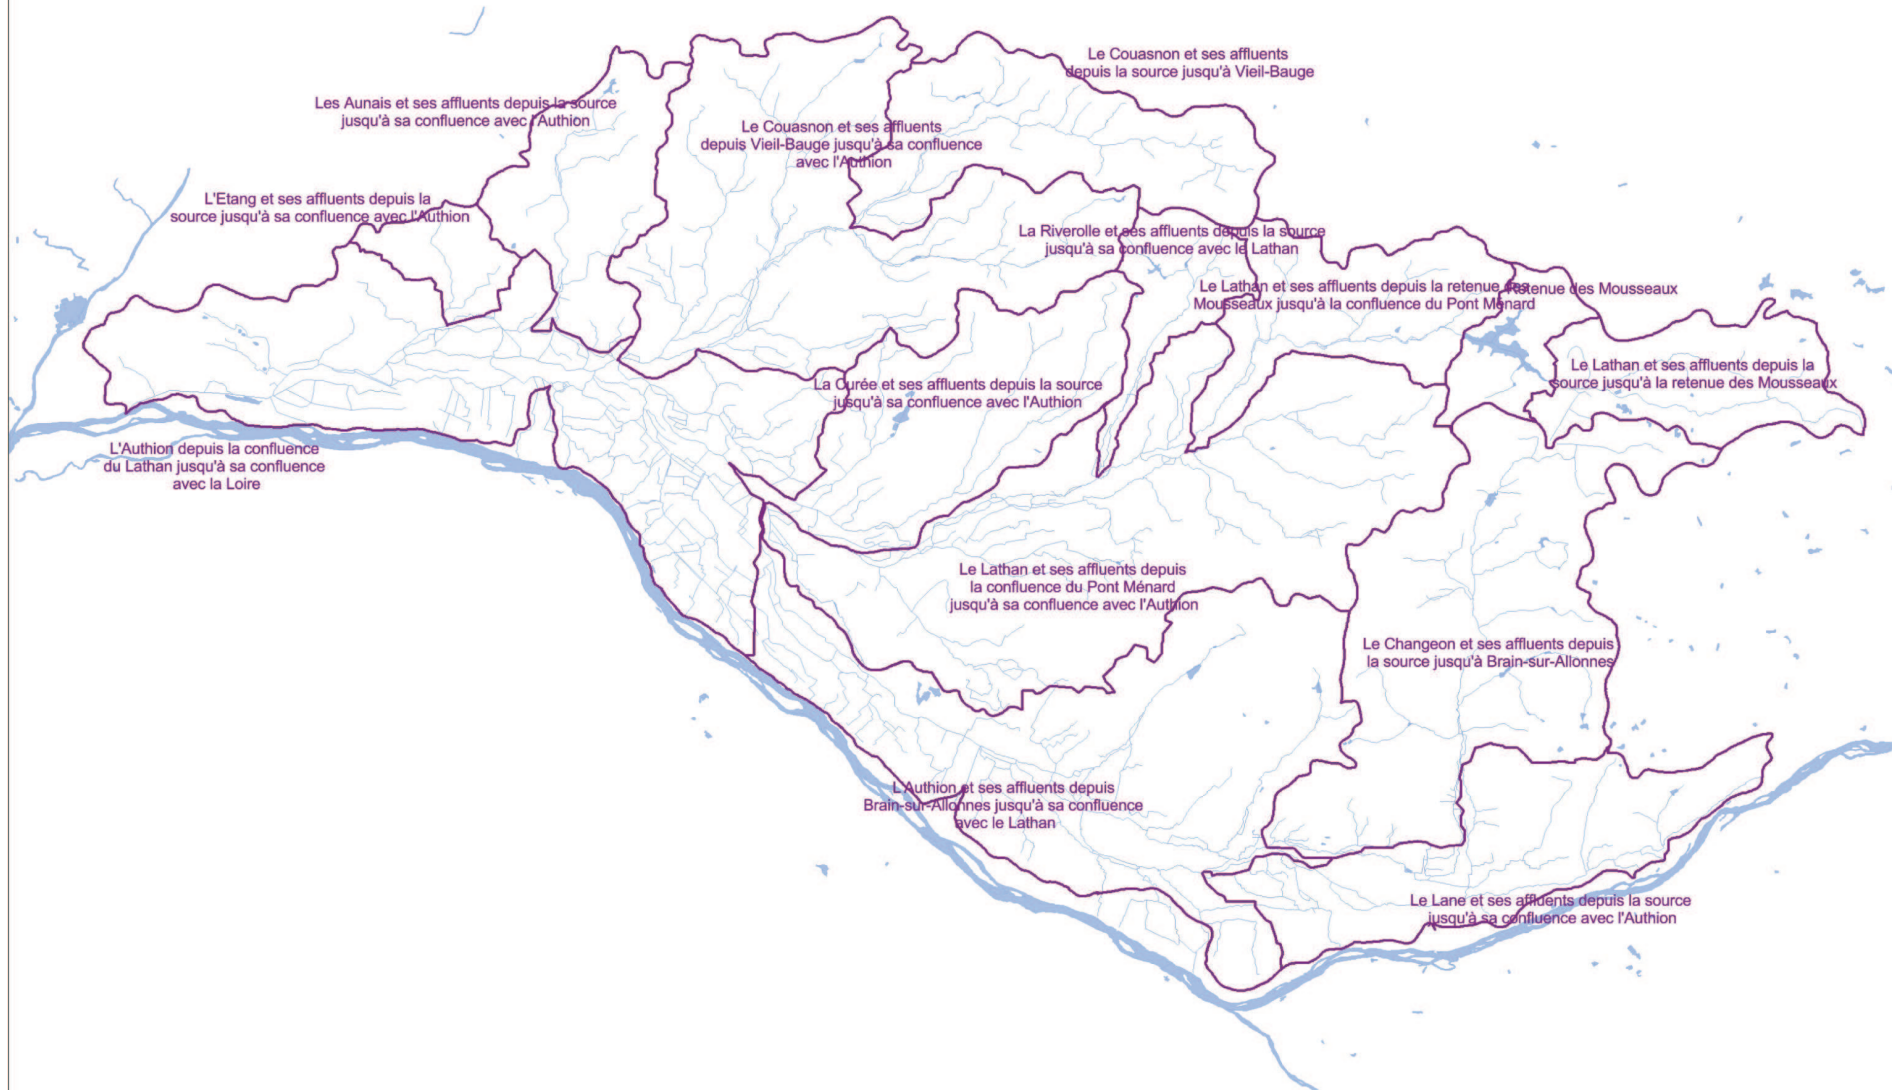 Le Couasnon et ses affluents
depuis la source jusqu'à Vieil-Bauge
Les Aunais et ses affluents depuis la source
jusqu'à sa confluence avec l'Authion
Le Couasnon et ses affluents
depuis Vieil-Bauge jusqu'à sa confluence
avec l'Authion
L'Etang et ses affluents depuis la
source jusqu'à sa confluence avec l'Authion
La Riverolle et ses affluents depuis la source
jusqu'à sa confluence avec le Lathan
Le Lathan et ses affluents depuis la retenue des
Mousseaux jusqu'à la confluence du Pont Ménard
Retenue des Mousseaux
Le Lathan et ses affluents depuis la
source jusqu'à la retenue des Mousseaux
La Curée et ses affluents depuis la source
jusqu'à sa confluence avec l'Authion
L'Authion depuis la confluence
du Lathan jusqu'à sa confluence
avec la Loire
Le Lathan et ses affluents depuis
la confluence du Pont Ménard
jusqu'à sa confluence avec l'Authion
Le Changeon et ses affluents depuis
la source jusqu'à Brain-sur-Allonnes
L'Authion et ses affluents depuis
Brain-sur-Allonnes jusqu'à sa confluence
avec le Lathan
Le Lane et ses affluents depuis la source
jusqu'à sa confluence avec l'Authion